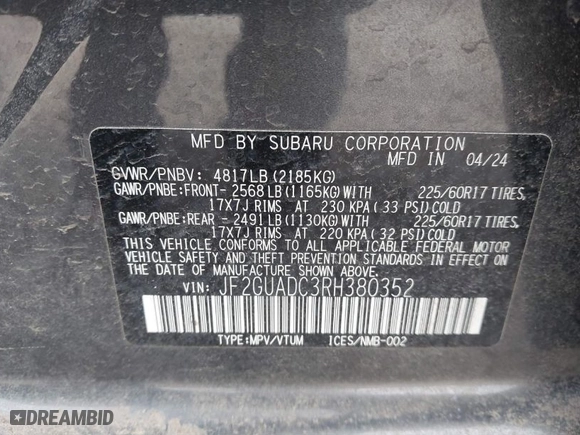 MFD BY SUBARU CORPORATION
MFD IN 04/24
GVWR/PNBV: 4817LB(2185KG)
GAWR/PNBE:FRONT- 2568LB(1165KG)WITH 225/60R17 TIRES,
17X7J RIMS AT 230 KPA(33 PSI)COLD
GAWR/PNBE:REAR - 2491LB(1130KG)WITH 225/60R17 TIRES,
17X7J RIMS AT 220 KPA(32 PSI)COLD
THIS VEHICLE CONFORMS TO ALL APPLICABLE FEDERAL MOTOR
VEHICLE SAFETY, BUMPER, AND THEFT PREVENTION STANDARDS
IN EFFECT ON THE DATE OF MANUFACTURE SHOWN ABOVE.
VIN: JF2GUADC3RH380352
TYPE:MPV/VTUM ICES/NMB-002
DREAMBID